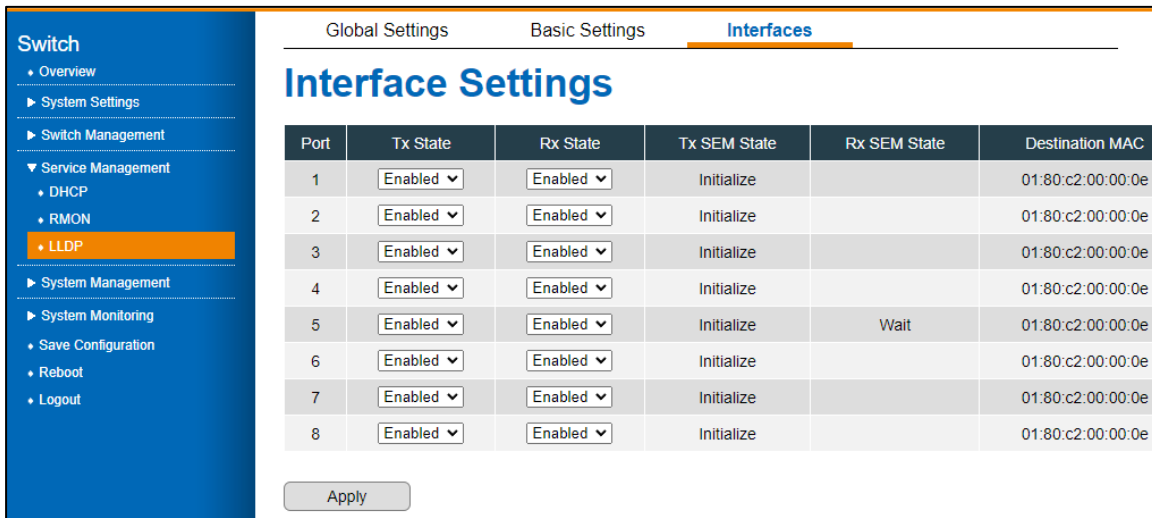 Switch
Overview
System Settings
Switch Management
Service Management
DHCP
RMON
LLDP
System Management
System Monitoring
Save Configuration
Reboot
Logout
Global Settings Basic Settings Interfaces
Interface Settings
Port Tx State Rx State Tx SEM State Rx SEM State Destination MAC
1 Enabled Enabled Initialize 01:80:c2:00:00:0e
2 Enabled Enabled Initialize 01:80:c2:00:00:0e
3 Enabled Enabled Initialize 01:80:c2:00:00:0e
4 Enabled Enabled Initialize 01:80:c2:00:00:0e
5 Enabled Enabled Initialize Wait 01:80:c2:00:00:0e
6 Enabled Enabled Initialize 01:80:c2:00:00:0e
7 Enabled Enabled Initialize 01:80:c2:00:00:0e
8 Enabled Enabled Initialize 01:80:c2:00:00:0e
Apply